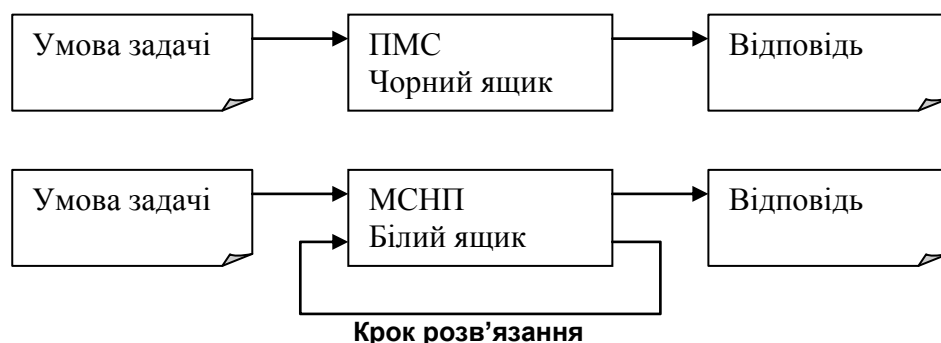 Умова задачі
ПМС
Чорний ящик
Відповідь
Умова задачі
МСНП
Білий ящик
Відповідь
Крок розв'язання